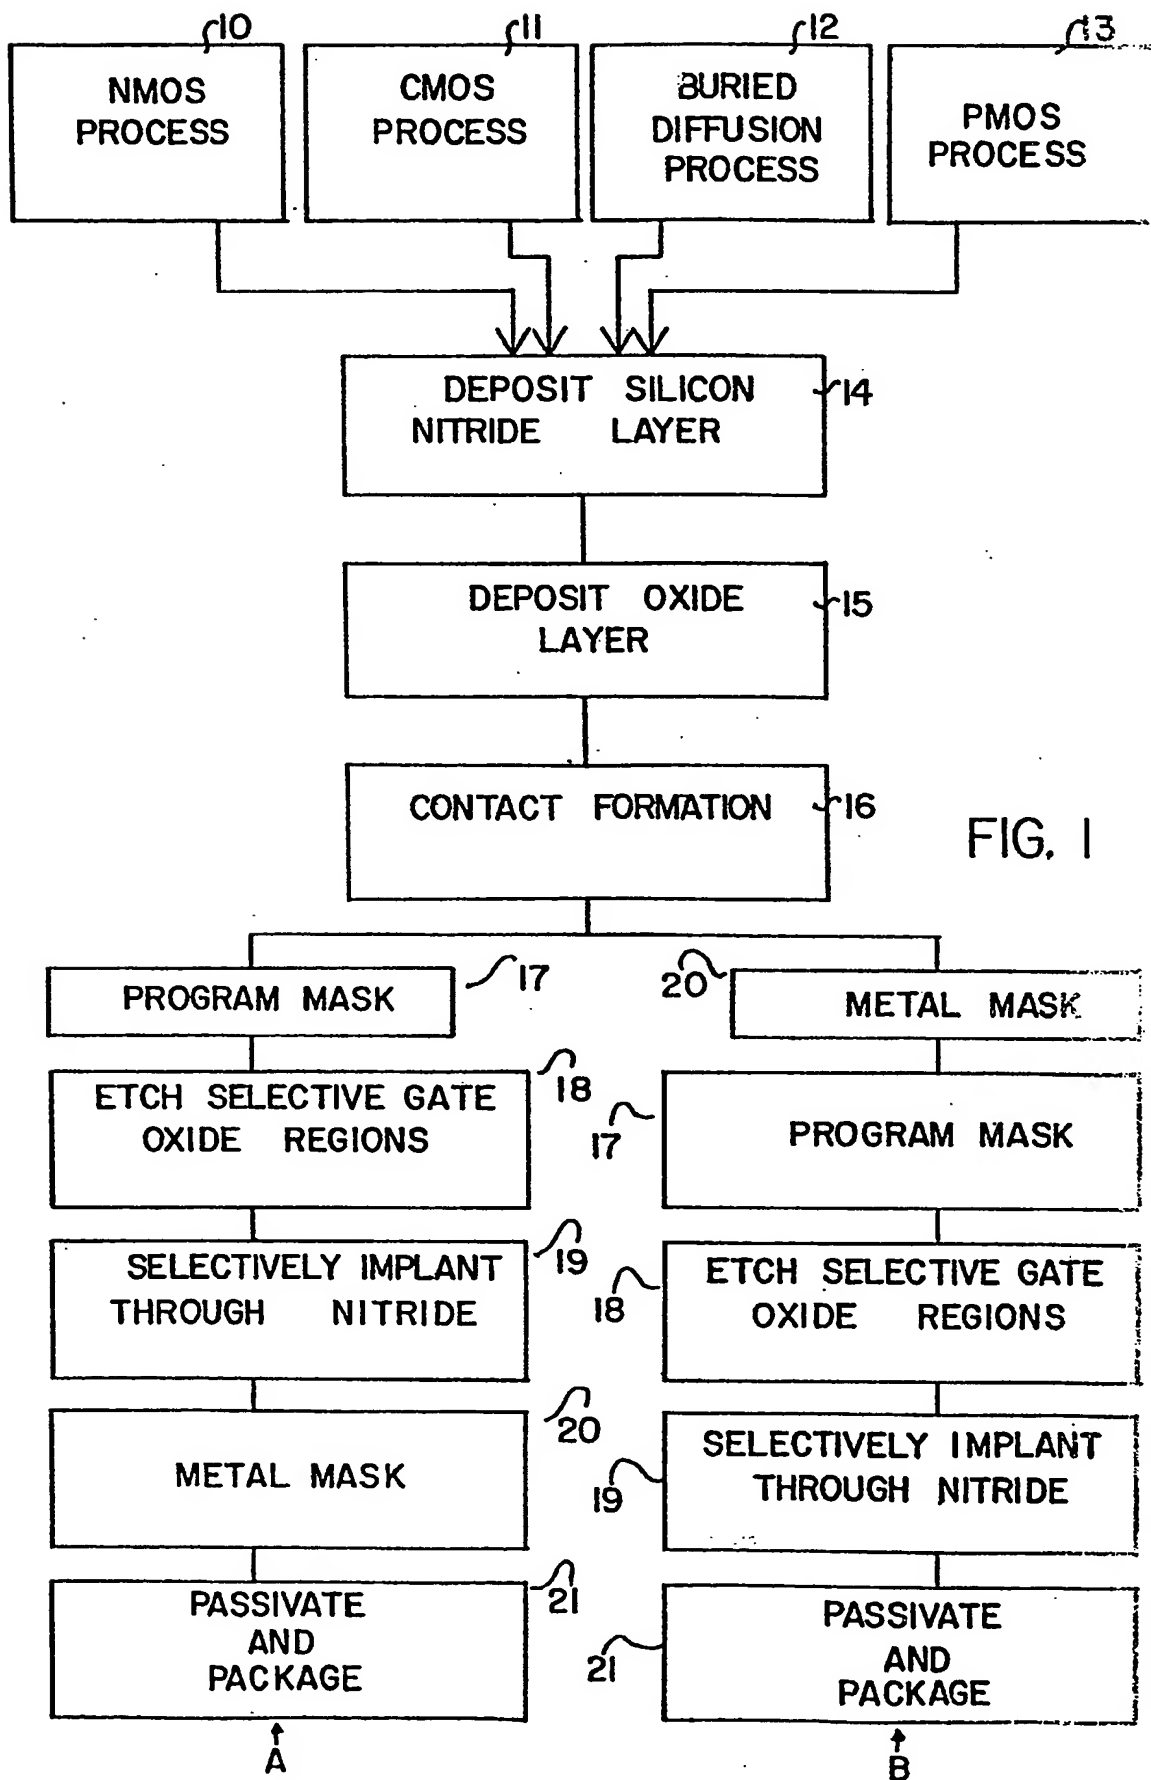 10
11
12
13
NMOS
PROCESS
CMOS
PROCESS
BURIED
DIFFUSION
PROCESS
PMOS
PROCESS
DEPOSIT SILICON
NITRIDE LAYER
14
DEPOSIT OXIDE
LAYER
15
CONTACT FORMATION
16
FIG. 1
PROGRAM MASK
17
ETCH SELECTIVE GATE
OXIDE REGIONS
18
SELECTIVELY IMPLANT
THROUGH NITRIDE
19
METAL MASK
20
PASSIVATE
AND
PACKAGE
21
A
20
METAL MASK
17
PROGRAM MASK
18
ETCH SELECTIVE GATE
OXIDE REGIONS
19
SELECTIVELY IMPLANT
THROUGH NITRIDE
21
PASSIVATE
AND
PACKAGE
B